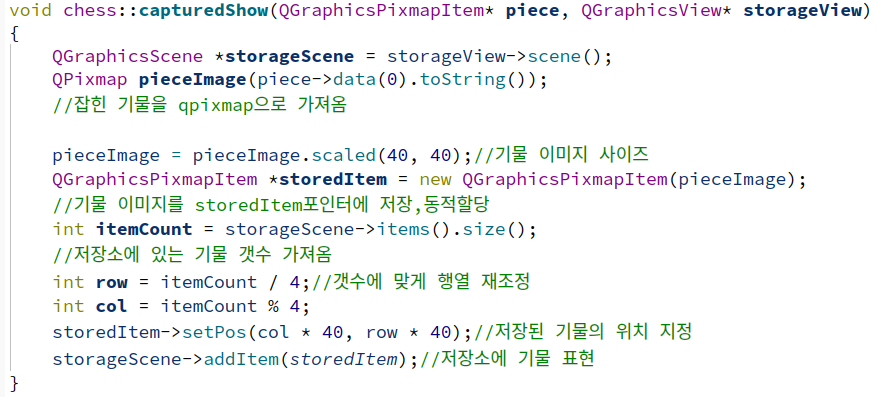 void chess::capturedShow(QGraphicsPixmapItem* piece, QGraphicsView* storageView)
{
    QGraphicsScene *storageScene = storageView->scene();
    QPixmap pieceImage(piece->data(0).toString());
    //잡힌 기물을 qpixmap으로 가져옴

    pieceImage = pieceImage.scaled(40, 40);//기물 이미지 사이즈
    QGraphicsPixmapItem *storedItem = new QGraphicsPixmapItem(pieceImage);
    //기물 이미지를 storedItem포인터에 저장,동적할당
    int itemCount = storageScene->items().size();
    //저장소에 있는 기물 갯수 가져옴
    int row = itemCount / 4;//갯수에 맞게 행열 재조정
    int col = itemCount % 4;
    storedItem->setPos(col * 40, row * 40);//저장된 기물의 위치 지정
    storageScene->addItem(storedItem);//저장소에 기물 표현
}